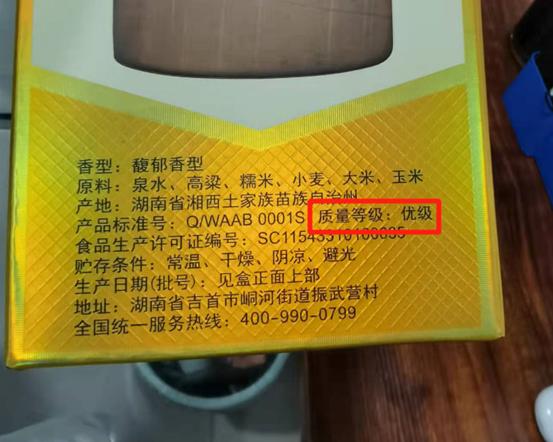 香型：馥郁香型
原料：泉水、高粱、糯米、小麦、大米、玉米
产地：湖南省湘西土家族苗族自治州
产品标准号：Q/WAAB 0001S 质量等级：优级
食品生产许可证编号：SC11543310100035
贮存条件：常温、干燥、阴凉、避光
生产日期(批号)：见盒正面上部
地址：湖南省吉首市峒河街道振武营村
全国统一服务热线：400-990-0799